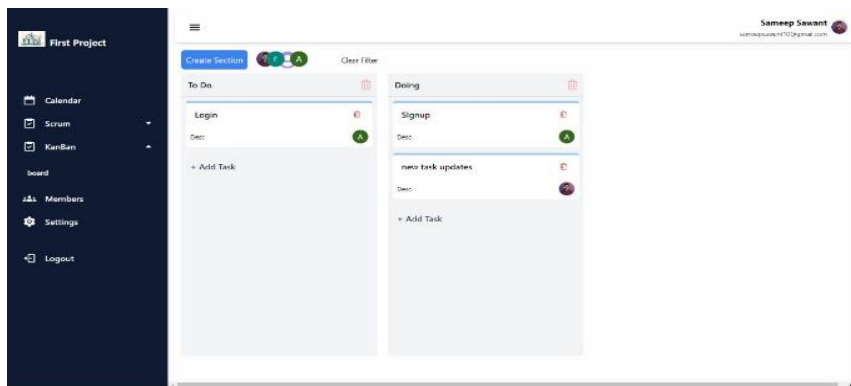 First Project
Calendar
Scrum
KanBan
board
Members
Settings
Logout
Sameep Sawant
Create Section
A
Clear Filter
To Do
Login
Desc
A
+ Add Task
Doing
SIgnup
Desc
A
new task updates
Desc
+ Add Task